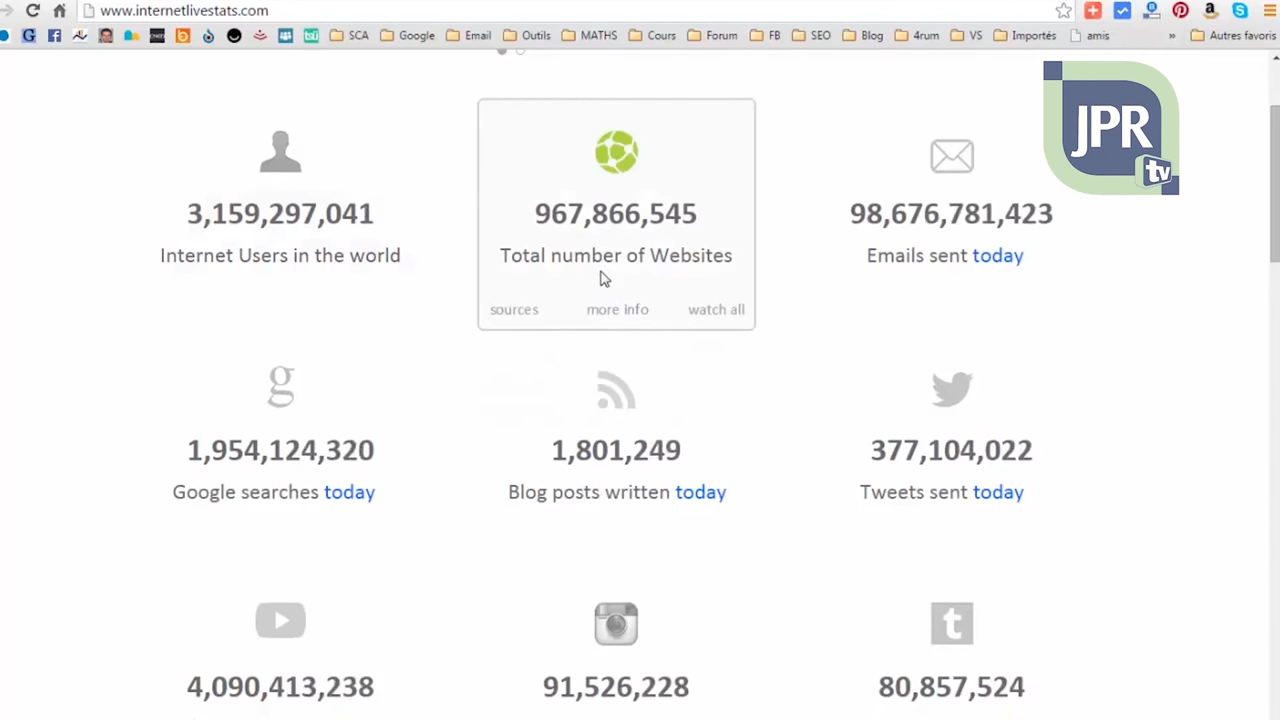 www.internetlivestats.com
SCA Google Email Outils MATHS Cours Forum FB SEO Blog 4rum VS Importés amis » Autres favoris
JPR
tv
3,159,297,041 967,866,545 98,676,781,423
Internet Users in the world Total number of Websites Emails sent today
sources more info watch all
1,954,124,320 1,801,249 377,104,022
Google searches today Blog posts written today Tweets sent today
4,090,413,238 91,526,228 80,857,524